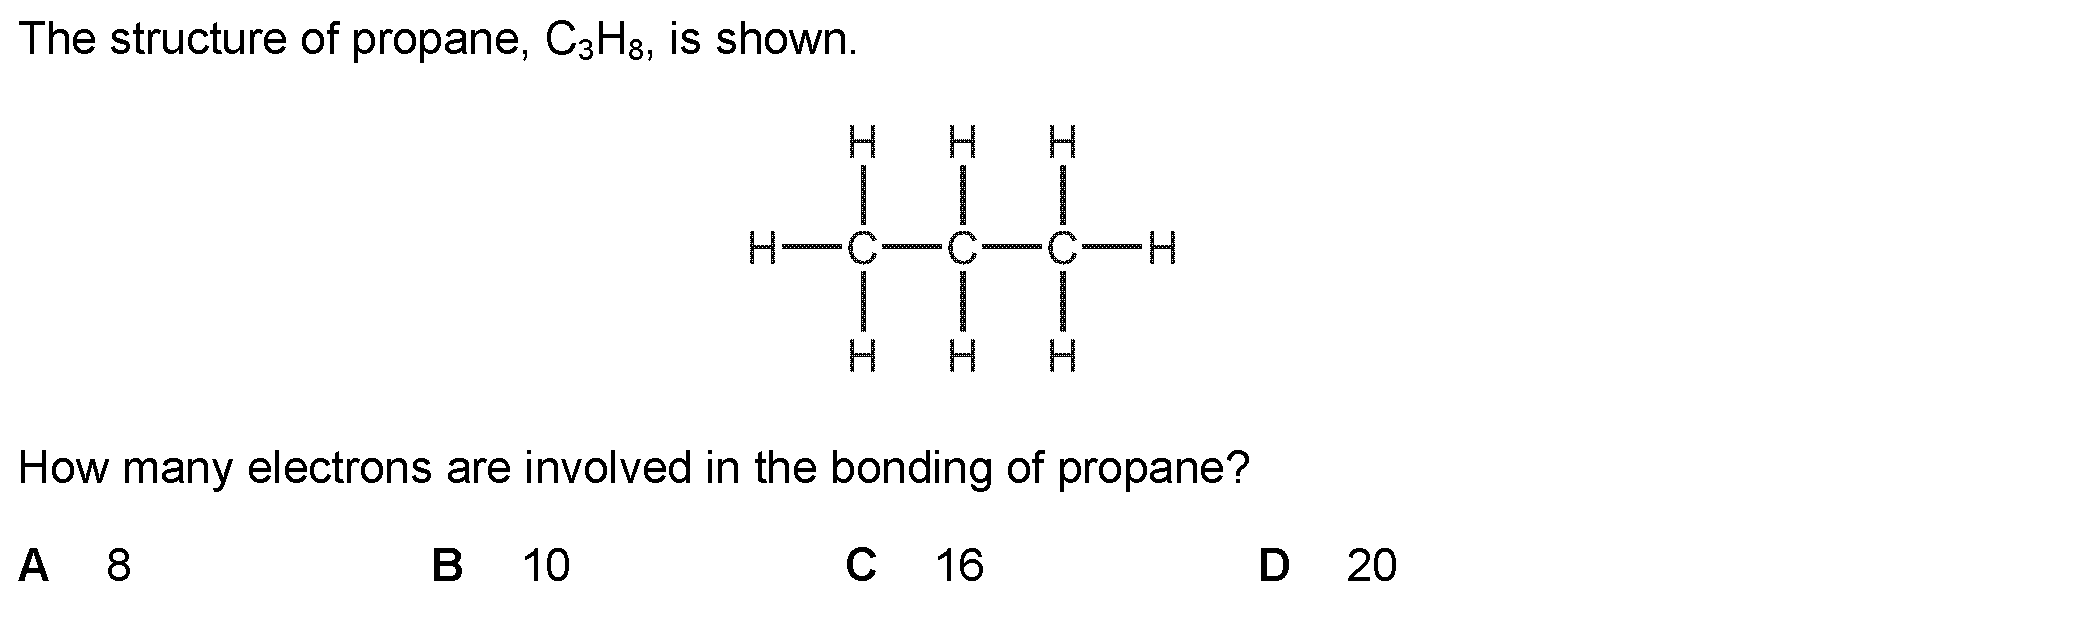 The structure of propane, C₃H₈, is shown.
H H H
H C C C H
H H H
How many electrons are involved in the bonding of propane?
A 8 B 10 C 16 D 20